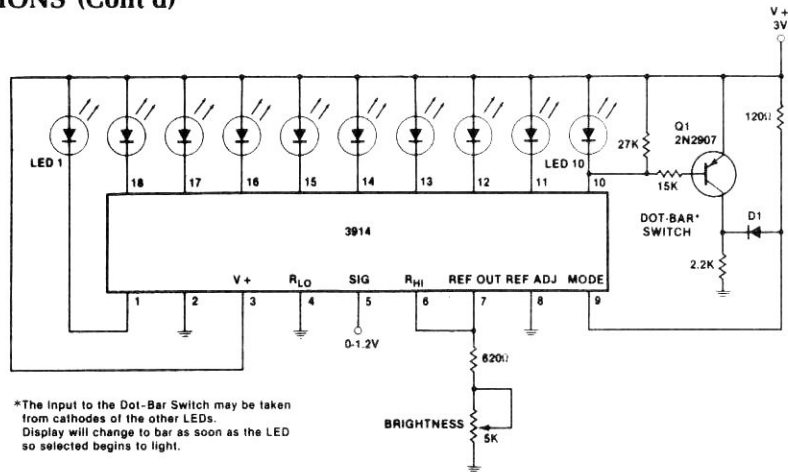 IONS (Cont'd)
V +
3V
LED 1
LED 10
27K
Q1
2N2907
120Ω
15K
18 17 16 15 14 13 12 11 10
DOT-BAR*
SWITCH
D1
3914
2.2K
V + R LO SIG R HI REF OUT REF ADJ MODE
1 2 3 4 5 6 7 8 9
0-1.2V
620Ω
BRIGHTNESS
5K
*The Input to the Dot-Bar Switch may be taken
from cathodes of the other LEDs.
Display will change to bar as soon as the LED
so selected begins to light.